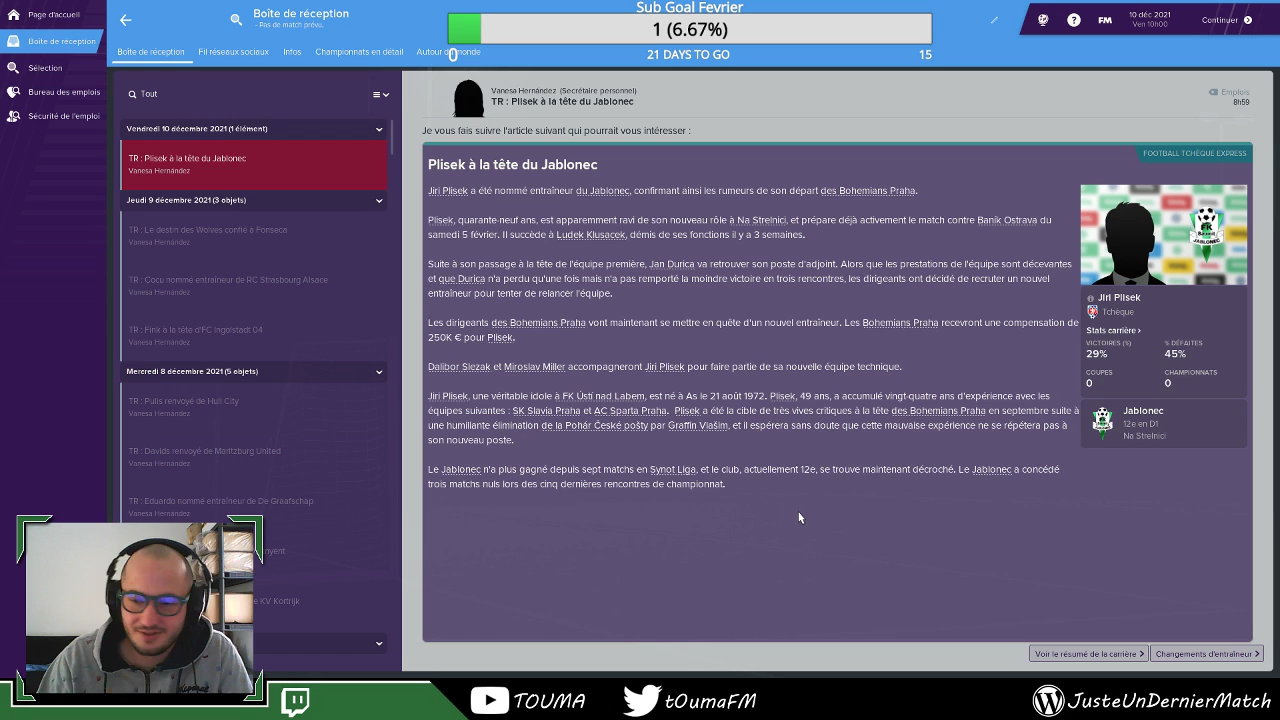 Page d'accueil
Boîte de réception
Sélection
Bureau des emplois
Sécurité de l'emploi
Boîte de réception
- Pas de match prévu.
Boîte de réception
Fil réseaux sociaux
Infos
Championnats en détail
Autour du monde
Sub Goal Fevrier
1 (6.67%)
0
21 DAYS TO GO
15
FM
10 déc 2021
Ven 10h00
Continuer
Tout
Vendredi 10 décembre 2021 (1 élément)
TR : Plisek à la tête du Jablonec
Vanesa Hernández
Jeudi 9 décembre 2021 (3 objets)
TR : Le destin des Wolves confié à Fonseca
Vanesa Hernández
TR : Cocu nommé entraîneur de RC Strasbourg Alsace
Vanesa Hernández
TR : Fink à la tête d'FC Ingolstadt 04
Vanesa Hernández
Mercredi 8 décembre 2021 (5 objets)
TR : Pulis renvoyé de Hull City
Vanesa Hernández
TR : Davids renvoyé de Maritzburg United
Vanesa Hernández
TR : Eduardo nommé entraîneur de De Graafschap
Vanesa Hernández
KV Kortrijk
Vanesa Hernández (Secrétaire personnel)
TR : Plisek à la tête du Jablonec
Emplois
8h59
Je vous fais suivre l'article suivant qui pourrait vous intéresser :
FOOTBALL TCHÈQUE EXPRESS
Plisek à la tête du Jablonec
Jirí Plisek a été nommé entraîneur du Jablonec, confirmant ainsi les rumeurs de son départ des Bohemians Praha.
Plisek, quarante-neuf ans, est apparemment ravi de son nouveau rôle à Na Strelnici, et prépare déjà activement le match contre Baník Ostrava du
samedi 5 février. Il succède à Ludek Klusacek, démis de ses fonctions il y a 3 semaines.
Suite à son passage à la tête de l'équipe première, Jan Durica va retrouver son poste d'adjoint. Alors que les prestations de l'équipe sont décevantes
et que Durica n'a perdu qu'une fois mais n'a pas remporté la moindre victoire en trois rencontres, les dirigeants ont décidé de recruter un nouvel
entraîneur pour tenter de relancer l'équipe.
Les dirigeants des Bohemians Praha vont maintenant se mettre en quête d'un nouvel entraîneur. Les Bohemians Praha recevront une compensation de
250K € pour Plisek.
Dalibor Slezak et Miroslav Miller accompagneront Jirí Plisek pour faire partie de sa nouvelle équipe technique.
Jirí Plisek, une véritable idole à FK Ústí nad Labem, est né à As le 21 août 1972. Plisek, 49 ans, a accumulé vingt-quatre ans d'expérience avec les
équipes suivantes : SK Slavia Praha et AC Sparta Praha. Plisek a été la cible de très vives critiques à la tête des Bohemians Praha en septembre suite à
une humiliante élimination de la Pohár České pošty par Graffin Vlašim, et il espérera sans doute que cette mauvaise expérience ne se répétera pas à
son nouveau poste.
Le Jablonec n'a plus gagné depuis sept matchs en Synot Liga, et le club, actuellement 12e, se trouve maintenant décroché. Le Jablonec a concédé
trois matchs nuls lors des cinq dernières rencontres de championnat.
Jirí Plisek
Tchèque
Stats carrière
VICTOIRES (%)
% DÉFAITES
29%
45%
COUPES
CHAMPIONNATS
0
0
Jablonec
12e en D1
Na Strelnici
Voir le résumé de la carrière
Changements d'entraîneur
TOUMA
tOumaFM
JusteUnDernierMatch